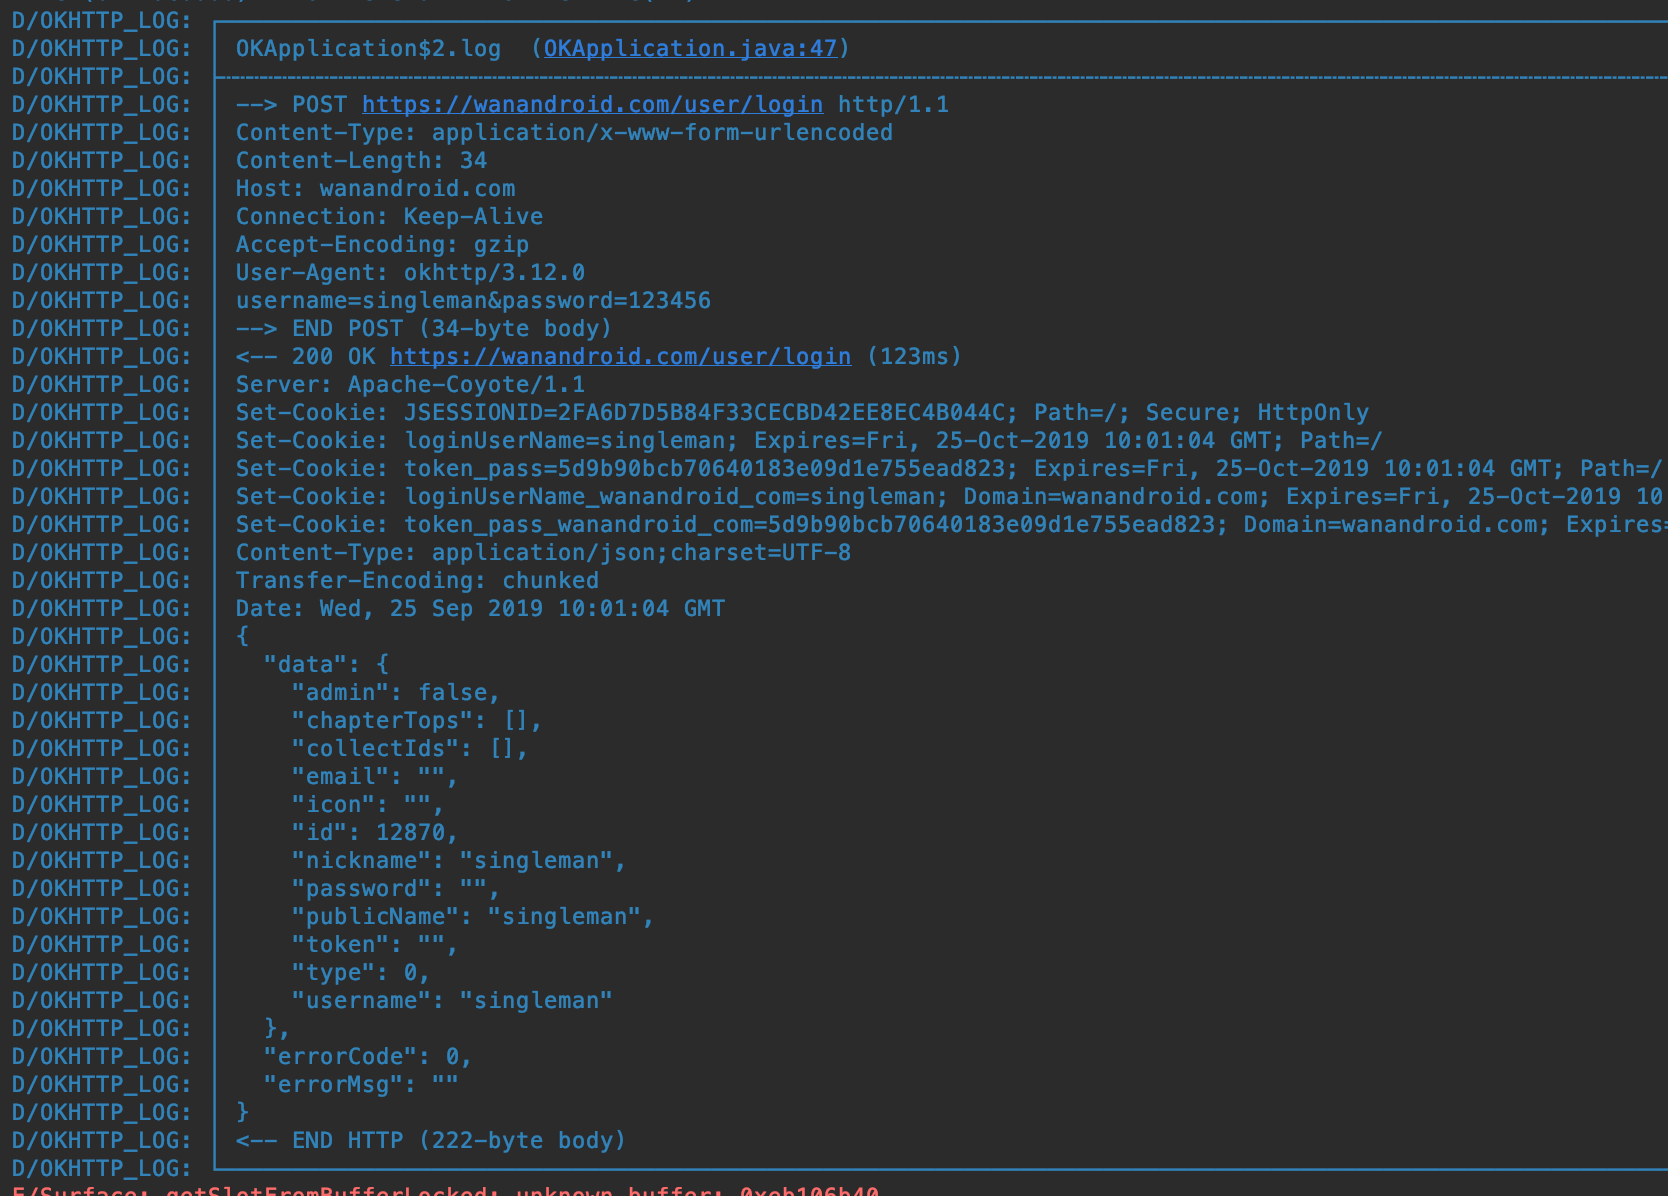 D/OKHTTP_LOG:
D/OKHTTP_LOG: OKApplication$2.log (OKApplication.java:47)
D/OKHTTP_LOG:
D/OKHTTP_LOG: --> POST https://wanandroid.com/user/login http/1.1
D/OKHTTP_LOG: Content-Type: application/x-www-form-urlencoded
D/OKHTTP_LOG: Content-Length: 34
D/OKHTTP_LOG: Host: wanandroid.com
D/OKHTTP_LOG: Connection: Keep-Alive
D/OKHTTP_LOG: Accept-Encoding: gzip
D/OKHTTP_LOG: User-Agent: okhttp/3.12.0
D/OKHTTP_LOG: username=singleman&password=123456
D/OKHTTP_LOG: --> END POST (34-byte body)
D/OKHTTP_LOG: <-- 200 OK https://wanandroid.com/user/login (123ms)
D/OKHTTP_LOG: Server: Apache-Coyote/1.1
D/OKHTTP_LOG: Set-Cookie: JSESSIONID=2FA6D7D5B84F33CECBD42EE8EC4B044C; Path=/; Secure; HttpOnly
D/OKHTTP_LOG: Set-Cookie: loginUserName=singleman; Expires=Fri, 25-Oct-2019 10:01:04 GMT; Path=/
D/OKHTTP_LOG: Set-Cookie: token_pass=5d9b90bcb70640183e09d1e755ead823; Expires=Fri, 25-Oct-2019 10:01:04 GMT; Path=/
D/OKHTTP_LOG: Set-Cookie: loginUserName_wanandroid_com=singleman; Domain=wanandroid.com; Expires=Fri, 25-Oct-2019 10
D/OKHTTP_LOG: Set-Cookie: token_pass_wanandroid_com=5d9b90bcb70640183e09d1e755ead823; Domain=wanandroid.com; Expires=
D/OKHTTP_LOG: Content-Type: application/json;charset=UTF-8
D/OKHTTP_LOG: Transfer-Encoding: chunked
D/OKHTTP_LOG: Date: Wed, 25 Sep 2019 10:01:04 GMT
D/OKHTTP_LOG: {
D/OKHTTP_LOG: "data": {
D/OKHTTP_LOG: "admin": false,
D/OKHTTP_LOG: "chapterTops": [],
D/OKHTTP_LOG: "collectIds": [],
D/OKHTTP_LOG: "email": "",
D/OKHTTP_LOG: "icon": "",
D/OKHTTP_LOG: "id": 12870,
D/OKHTTP_LOG: "nickname": "singleman",
D/OKHTTP_LOG: "password": "",
D/OKHTTP_LOG: "publicName": "singleman",
D/OKHTTP_LOG: "token": "",
D/OKHTTP_LOG: "type": 0,
D/OKHTTP_LOG: "username": "singleman"
D/OKHTTP_LOG: },
D/OKHTTP_LOG: "errorCode": 0,
D/OKHTTP_LOG: "errorMsg": ""
D/OKHTTP_LOG: }
D/OKHTTP_LOG: <-- END HTTP (222-byte body)
D/OKHTTP_LOG:
E/Surface: getSlotFromBufferLocked: unknown buffer: 0xeb106b40